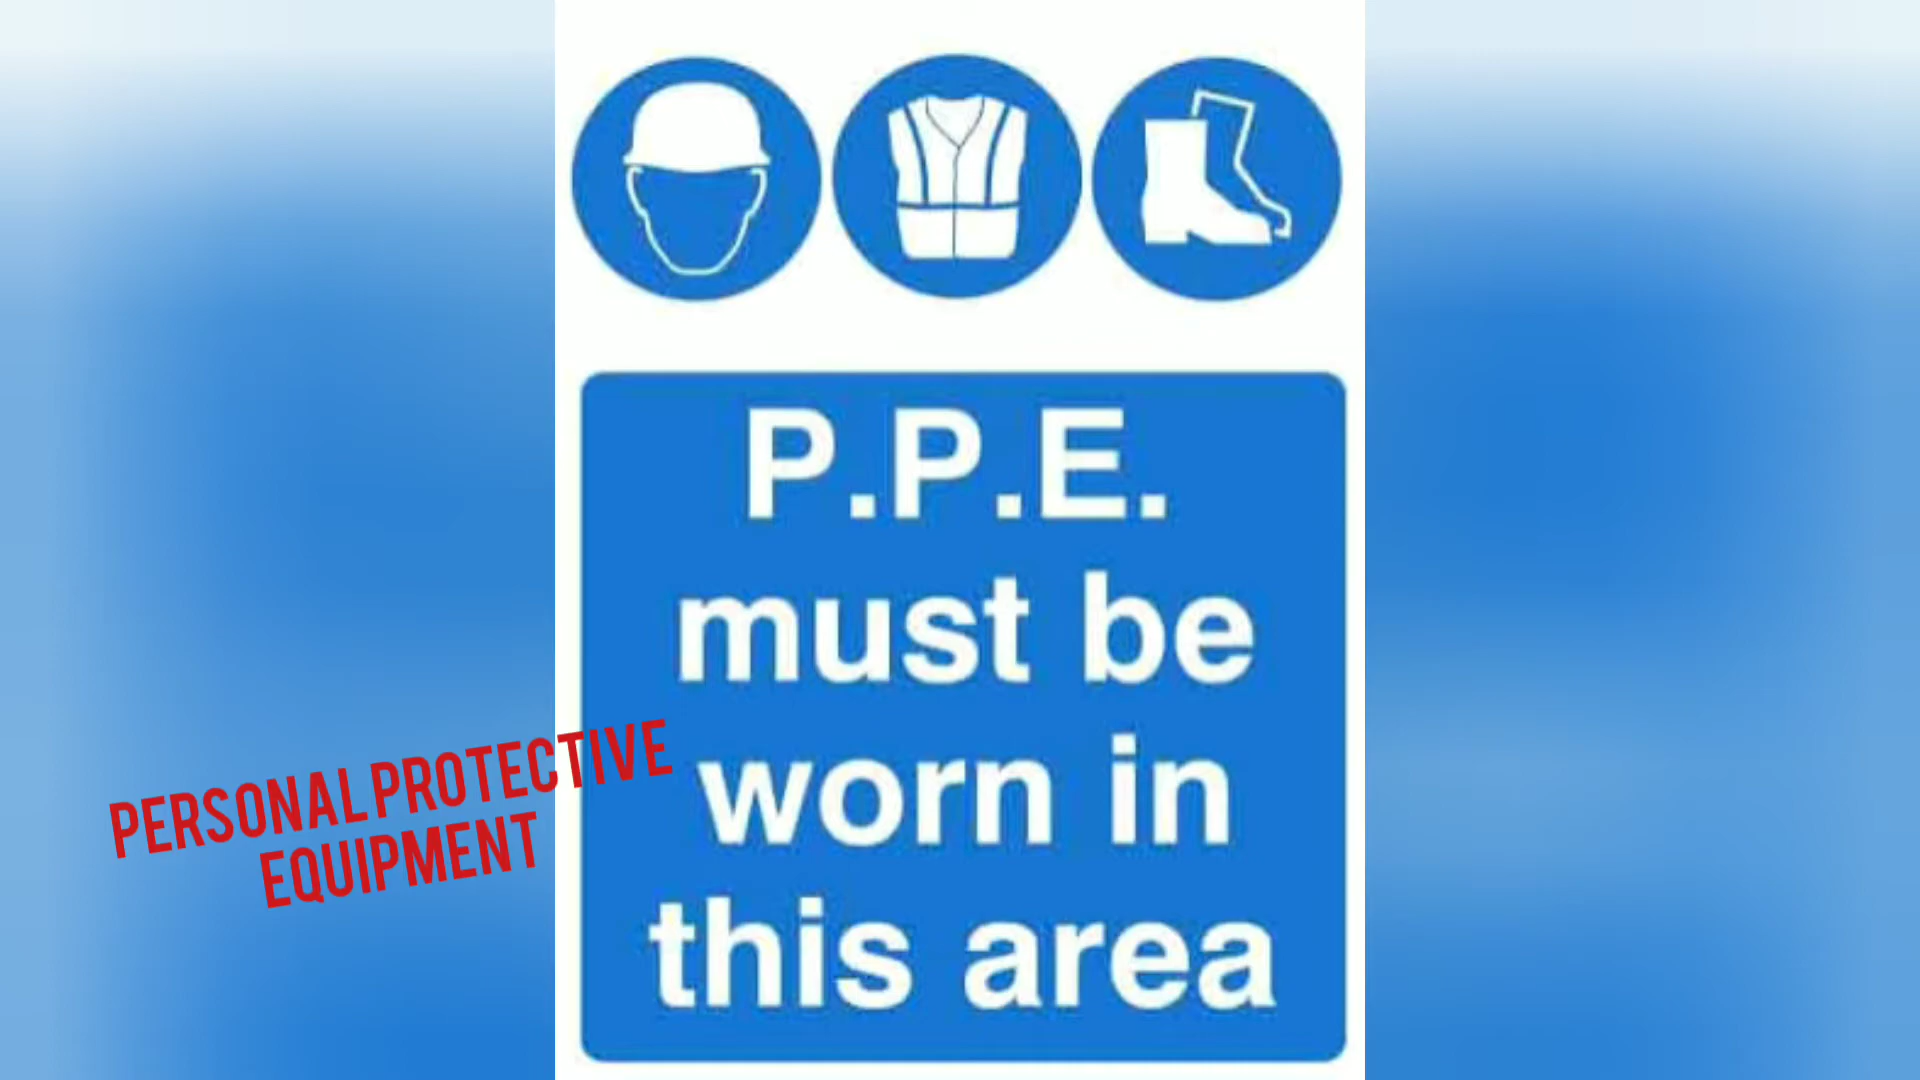 P.P.E.
must be
worn in
this area
PERSONAL PROTECTIVE
EQUIPMENT